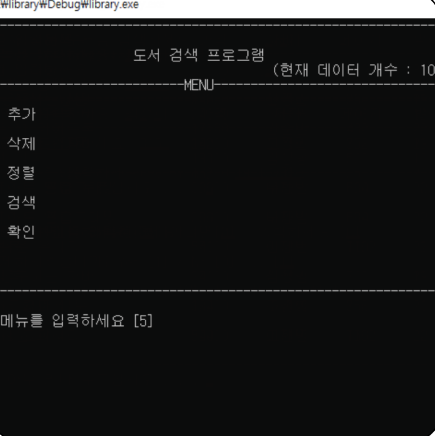 ₩library₩Debug₩library.exe
도서 검색 프로그램
(현재 데이터 개수 : 10
MENU
추가
삭제
정렬
검색
확인
메뉴를 입력하세요 [5]